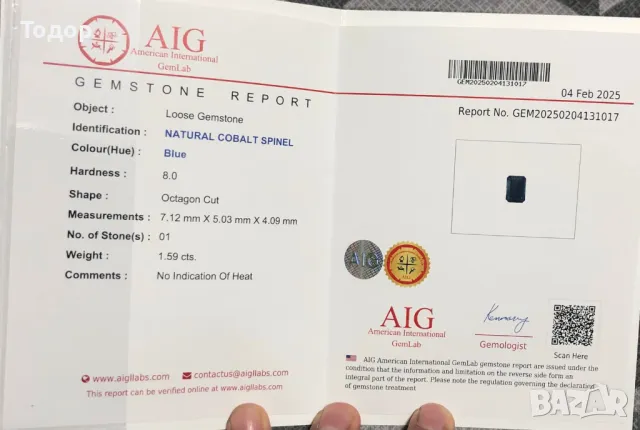 Тодор
AIG
American International
GemLab
GEMSTONE REPORT
Object : Loose Gemstone
Identification : NATURAL COBALT SPINEL
Colour(Hue) : Blue
Hardness : 8.0
Shape : Octagon Cut
Measurements : 7.12 mm X 5.03 mm X 4.09 mm
No. of Stone(s) : 01
Weight : 1.59 cts.
Comments : No Indication Of Heat
www.aigllabs.com contactus@aigllabs.com
This report can be verified online at www.aigllabs.com
GEM20250204131017
04 Feb 2025
Report No. GEM20250204131017
AIG
AIG
American International
GemLab
Gemologist
Scan Here
AIG American International GemLab gemstone report are issued under the
condition that the information and limitation on the reverse side form an
integral part of the report. Please note the regulation governing the declaration
of gemstone treatment
BAZAR